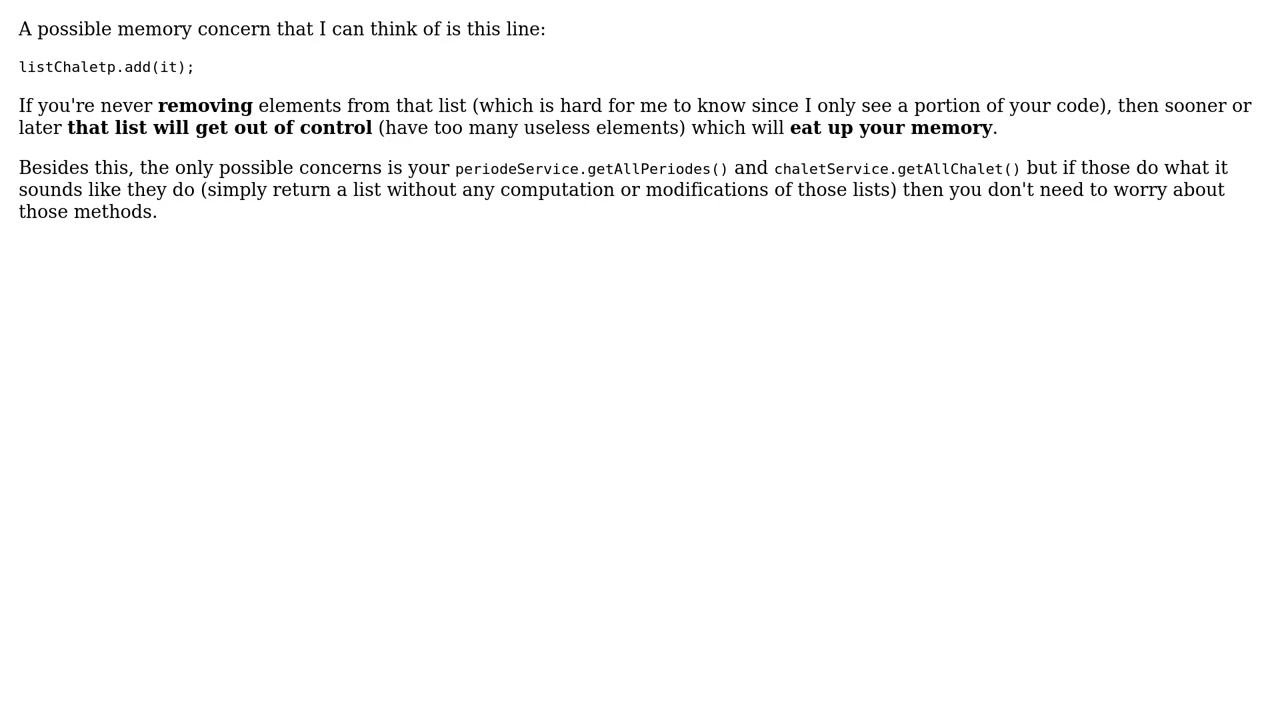 A possible memory concern that I can think of is this line:
listChaletp.add(it);
If you're never removing elements from that list (which is hard for me to know since I only see a portion of your code), then sooner or
later that list will get out of control (have too many useless elements) which will eat up your memory.
Besides this, the only possible concerns is your periodeService.getAllPeriodes() and chaletService.getAllChalet() but if those do what it
sounds like they do (simply return a list without any computation or modifications of those lists) then you don't need to worry about
those methods.